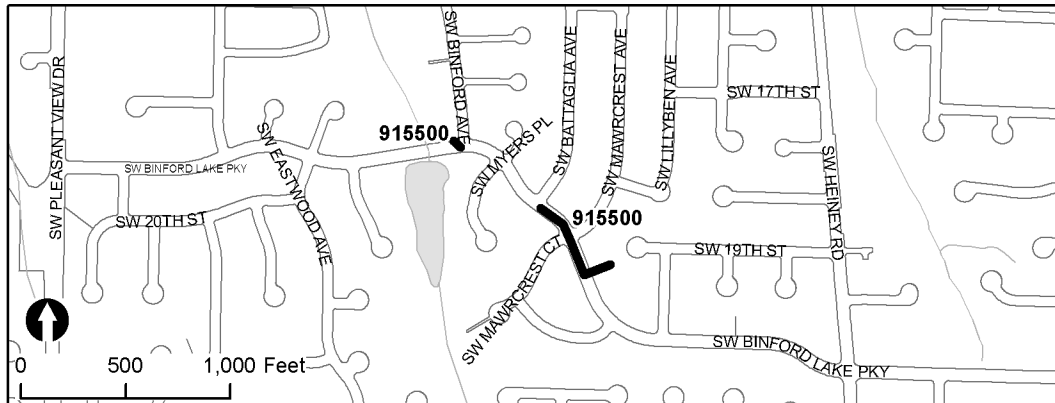 SW PLEASANT VIEW DR
SW BINFORD AVE
SW BATTAGLIA AVE
SW MAWRCREST AVE
SW LILLYBEN AVE
SW 17TH ST
915500
SW EASTWOOD AVE
SW MYERS PL
SW BINFORD LAKE PKY
SW HEINEY RD
SW 20TH ST
915500
SW MAWRCREST CT
SW 19TH ST
SW BINFORD LAKE PKY
0 500 1,000 Feet